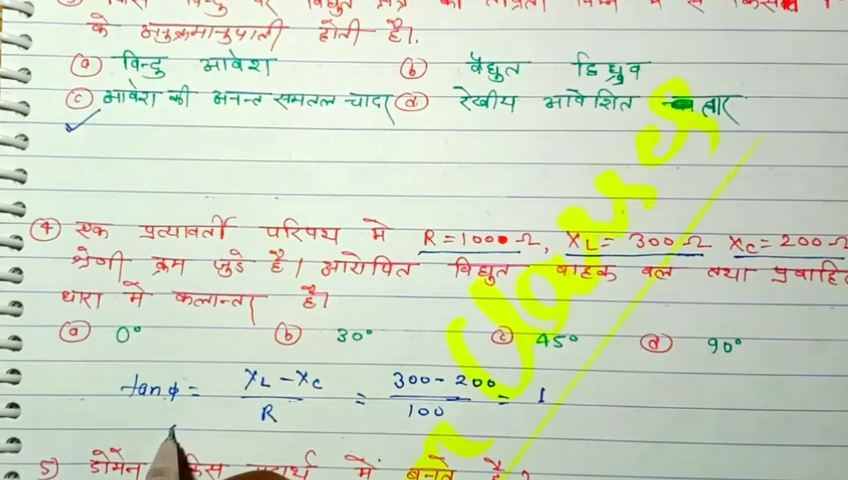 के अनुक्रमानुपाती होती है।
ⓐ विन्दु आवेश ⓑ वैद्युत द्विध्रुव
ⓒ आवेश की अनन्त समतल चादर ⓓ रेखीय आवेशित तार
④ एक प्रत्यावर्ती परिपथ मे R = 100 Ω, XL = 300 Ω XC = 200 Ω
श्रेणी क्रम जुडे है। आरोपित विद्युत वाहक वल तथा प्रवाहित
धारा में कलान्तर है।
ⓐ 0° ⓑ 30° ⓒ 45° ⓓ 90°
tan φ = XL - XC / R = 300 - 200 / 100 = 1
5) डोमेन किस पदार्थ में बनते है?
Classes